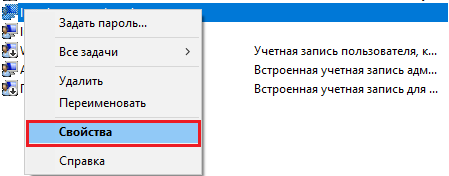 Задать пароль...
Все задачи
Учетная запись пользователя, к...
Встроенная учетная запись адм...
Удалить
Встроенная учетная запись для ...
Переименовать
Свойства
Справка